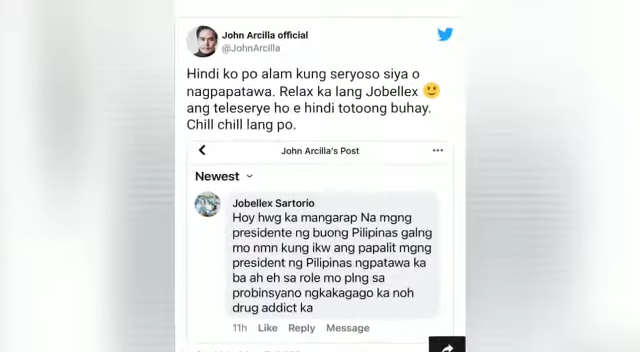 John Arcilla official
@JohnArcilla
Hindi ko po alam kung seryoso siya o
nagpapatawa. Relax ka lang Jobellex 🙂
ang teleserye ho e hindi totoong buhay.
Chill chill lang po.
John Arcilla's Post
Newest
Jobellex Sartorio
Hoy hwg ka mangarap Na mgng
presidente ng buong Pilipinas galng
mo nmn kung ikw ang papalit mgng
president ng Pilipinas ngpatawa ka
ba ah eh sa role mo plng sa
probinsyano ngkakagago ka noh
drug addict ka
11h Like Reply Message